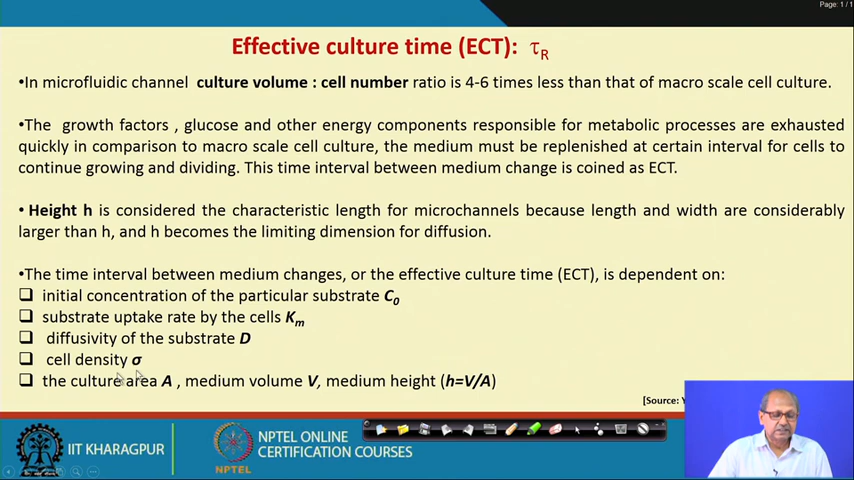 Page: 1 / 1
Effective culture time (ECT): τR
•In microfluidic channel culture volume : cell number ratio is 4-6 times less than that of macro scale cell culture.
•The growth factors , glucose and other energy components responsible for metabolic processes are exhausted
quickly in comparison to macro scale cell culture, the medium must be replenished at certain interval for cells to
continue growing and dividing. This time interval between medium change is coined as ECT.
• Height h is considered the characteristic length for microchannels because length and width are considerably
larger than h, and h becomes the limiting dimension for diffusion.
•The time interval between medium changes, or the effective culture time (ECT), is dependent on:
❑ initial concentration of the particular substrate C0
❑ substrate uptake rate by the cells Km
❑ diffusivity of the substrate D
❑ cell density σ
❑ the culture area A , medium volume V, medium height (h=V/A)
[Source:
IIT KHARAGPUR
NPTEL
NPTEL ONLINE
CERTIFICATION COURSES